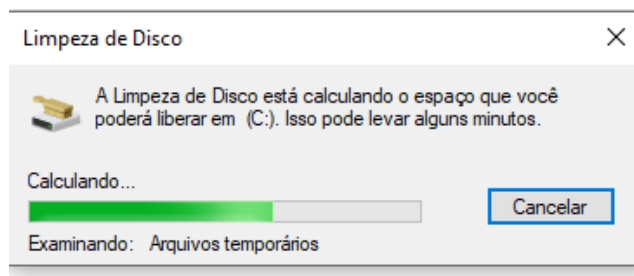 Limpeza de Disco
A Limpeza de Disco está calculando o espaço que você
poderá liberar em  (C:). Isso pode levar alguns minutos.
Calculando...
Cancelar
Examinando:   Arquivos temporários